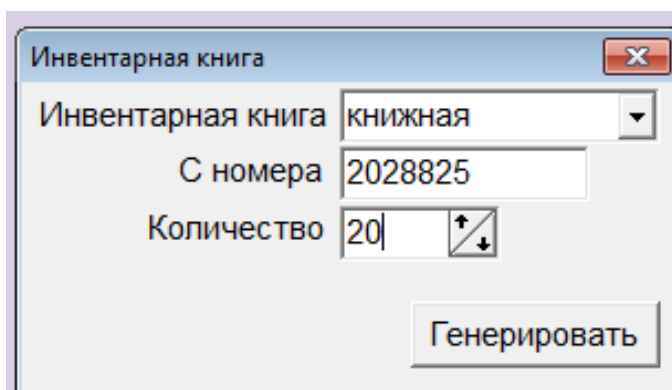 Инвентарная книга
Инвентарная книга книжная
С номера 2028825
Количество 20
Генерировать